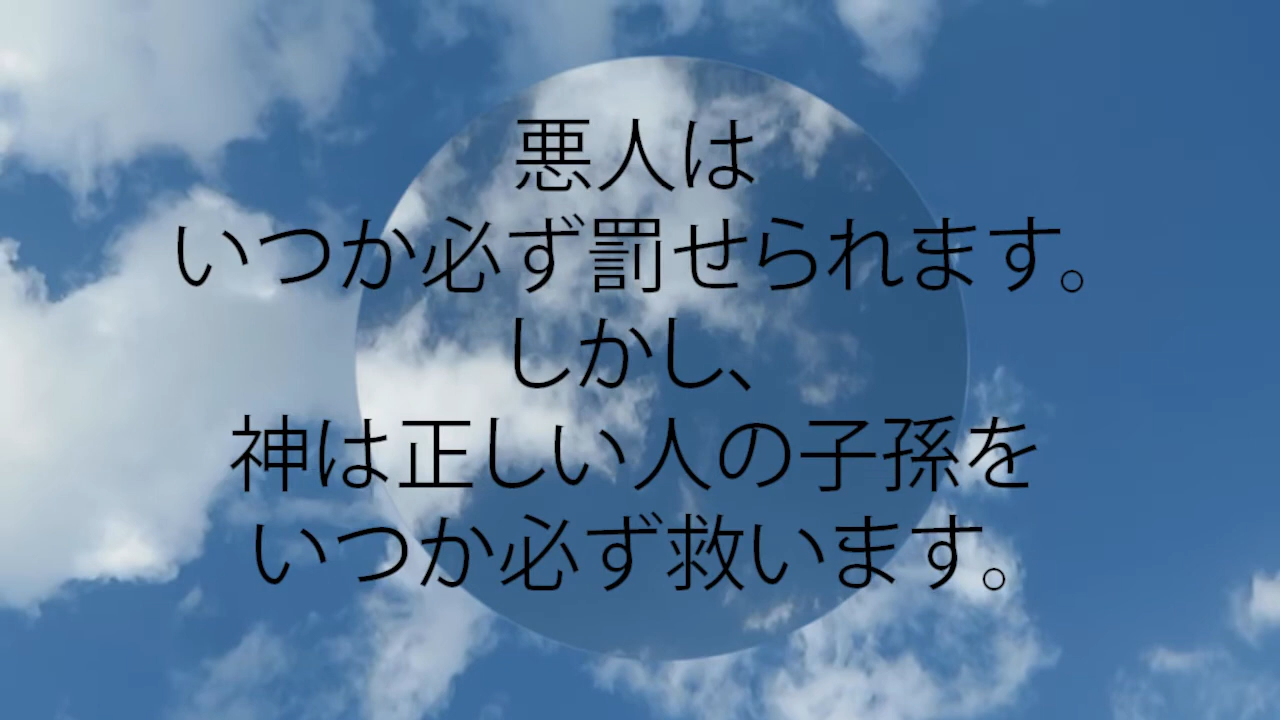 悪人は
いつか必ず罰せられます。
しかし、
神は正しい人の子孫を
いつか必ず救います。